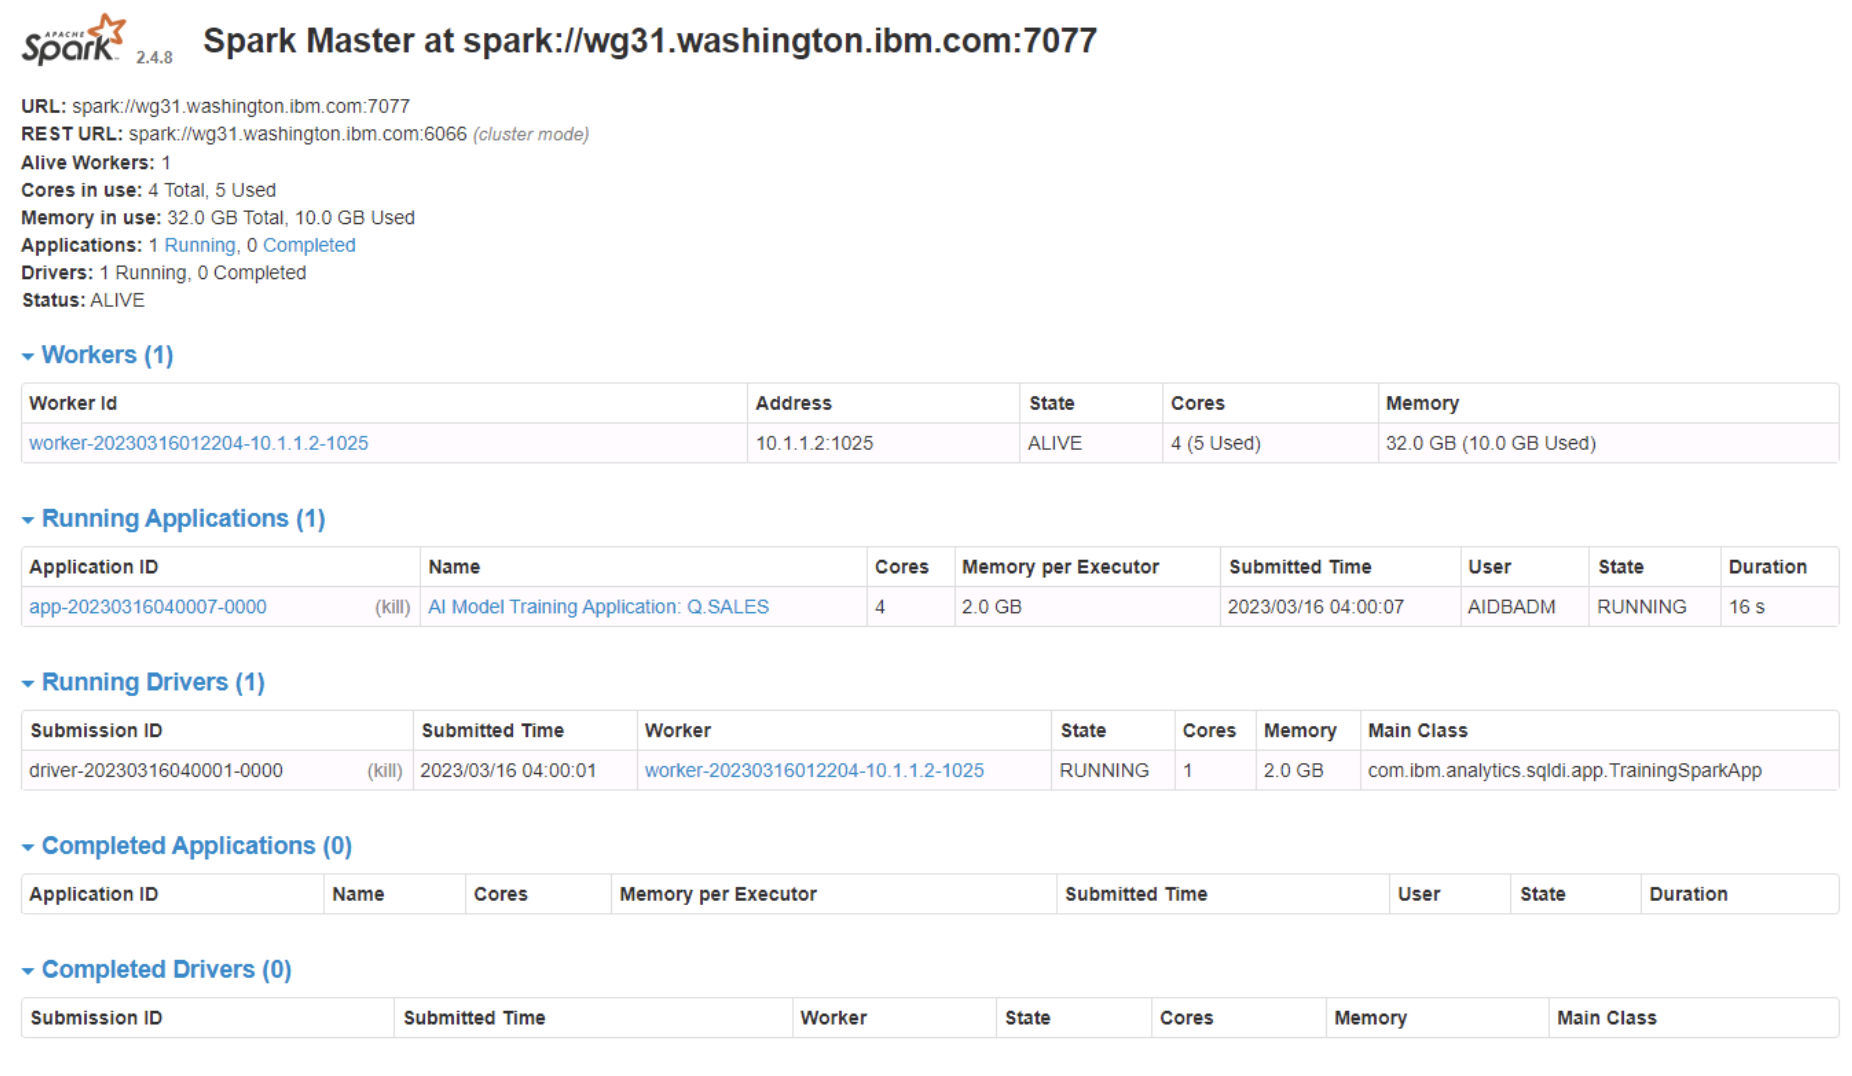 APACHE
Spark 2.4.8 Spark Master at spark://wg31.washington.ibm.com:7077
URL: spark://wg31.washington.ibm.com:7077
REST URL: spark://wg31.washington.ibm.com:6066 (cluster mode)
Alive Workers: 1
Cores in use: 4 Total, 5 Used
Memory in use: 32.0 GB Total, 10.0 GB Used
Applications: 1 Running, 0 Completed
Drivers: 1 Running, 0 Completed
Status: ALIVE
Workers (1)
Worker Id Address State Cores Memory
worker-20230316012204-10.1.1.2-1025 10.1.1.2:1025 ALIVE 4 (5 Used) 32.0 GB (10.0 GB Used)
Running Applications (1)
Application ID Name Cores Memory per Executor Submitted Time User State Duration
app-20230316040007-0000 (kill) AI Model Training Application: Q.SALES 4 2.0 GB 2023/03/16 04:00:07 AIDBADM RUNNING 16 s
Running Drivers (1)
Submission ID Submitted Time Worker State Cores Memory Main Class
driver-20230316040001-0000 (kill) 2023/03/16 04:00:01 worker-20230316012204-10.1.1.2-1025 RUNNING 1 2.0 GB com.ibm.analytics.sqldi.app.TrainingSparkApp
Completed Applications (0)
Application ID Name Cores Memory per Executor Submitted Time User State Duration
Completed Drivers (0)
Submission ID Submitted Time Worker State Cores Memory Main Class